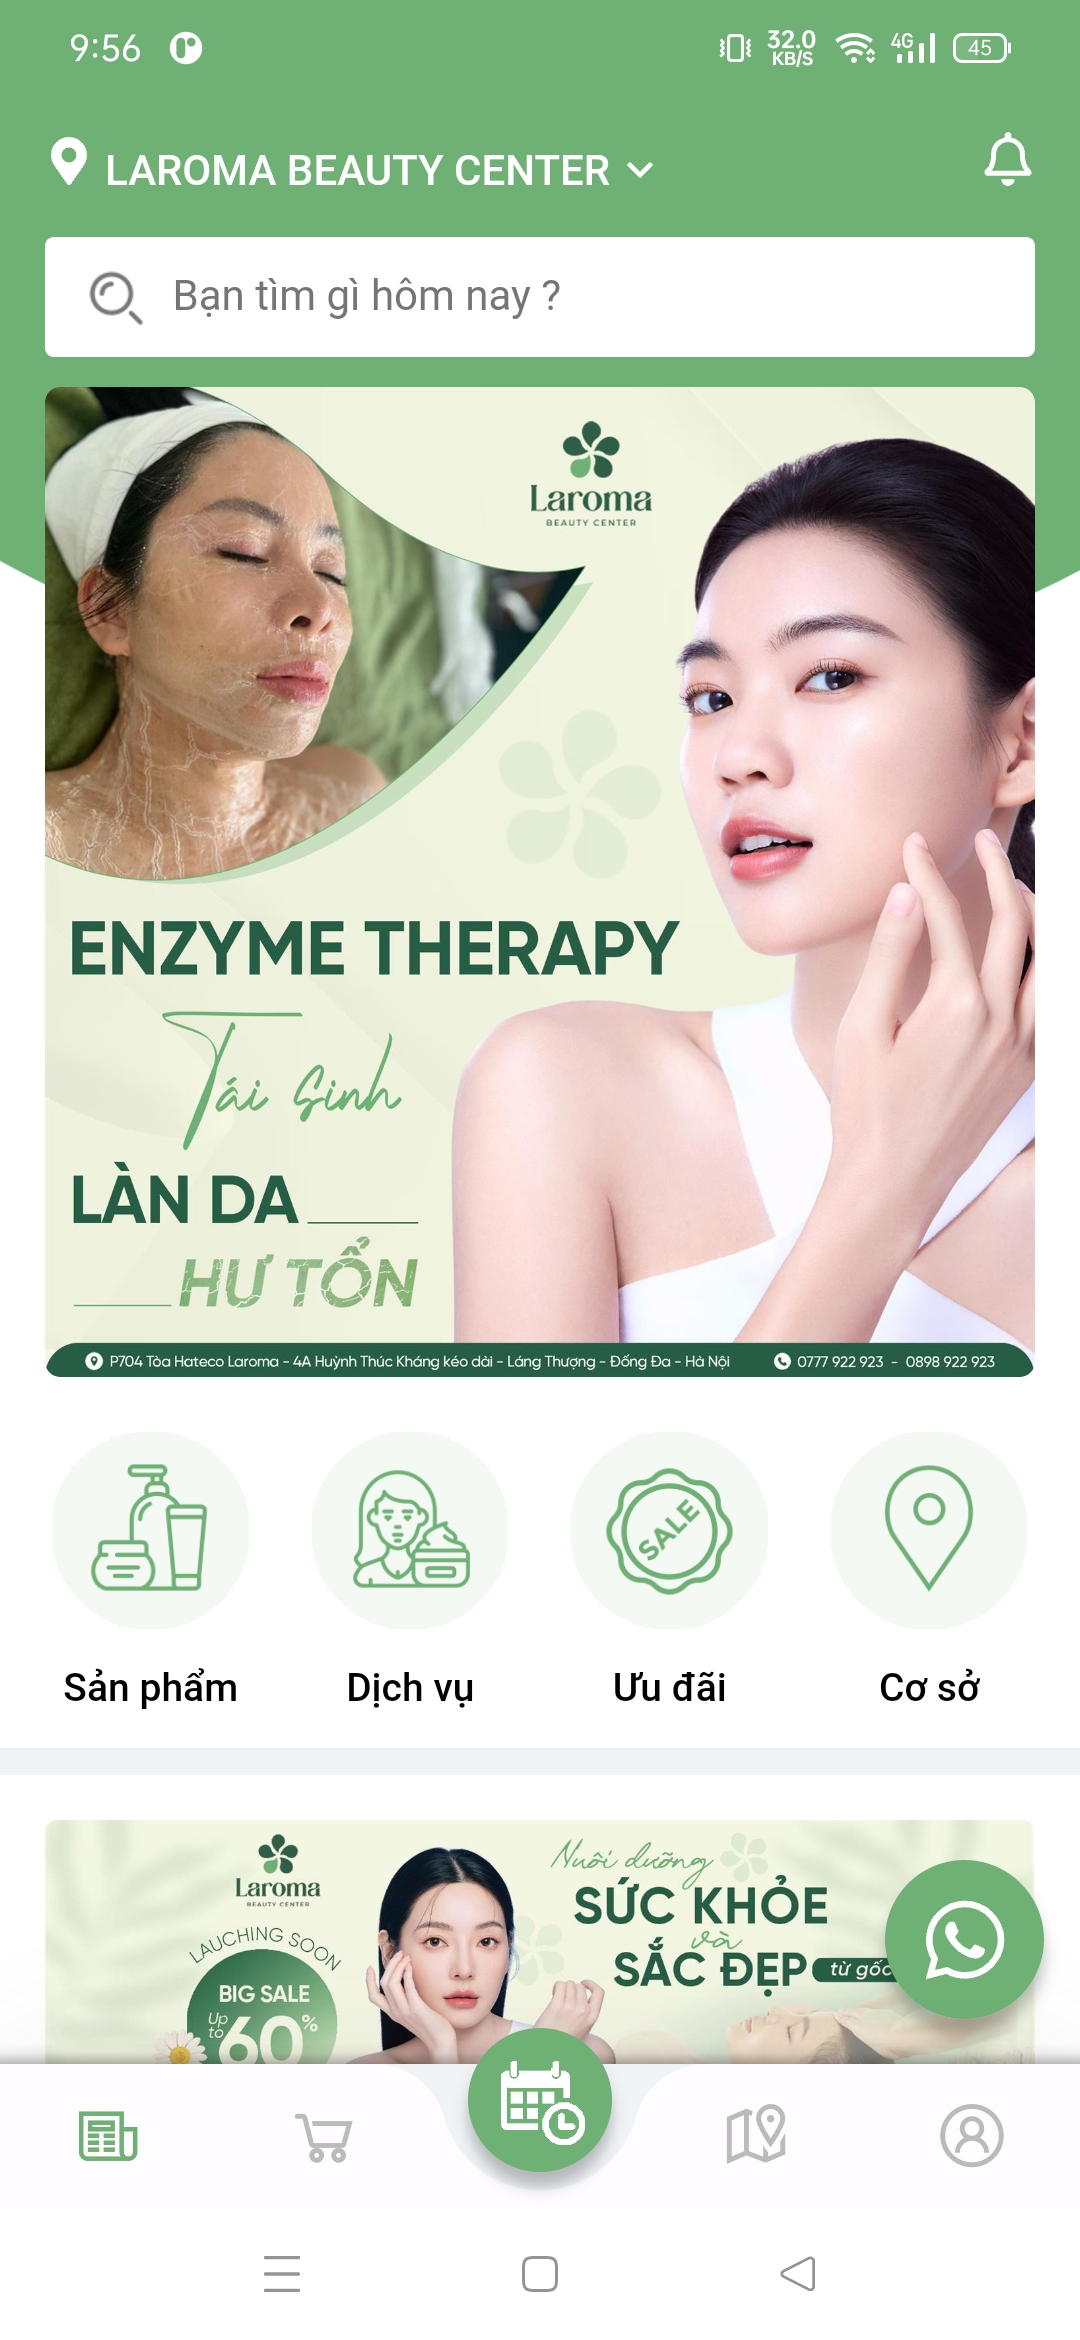 9:56
32.0
KB/S
4G
45
LAROMA BEAUTY CENTER
Bạn tìm gì hôm nay ?
Laroma
BEAUTY CENTER
ENZYME THERAPY
Tái Sinh
LÀN DA
HƯ TỔN
P704 Tòa Hateco Laroma - 4A Huỳnh Thúc Kháng kéo dài - Láng Thượng - Đống Đa - Hà Nội
0777 922 923 - 0898 922 923
SALE
Sản phẩm
Dịch vụ
Ưu đãi
Cơ sở
Laroma
BEAUTY CENTER
LAUCHING SOON
BIG SALE
Up to 60%
Nuôi dưỡng
SỨC KHỎE
và
SẮC ĐẸP từ gốc